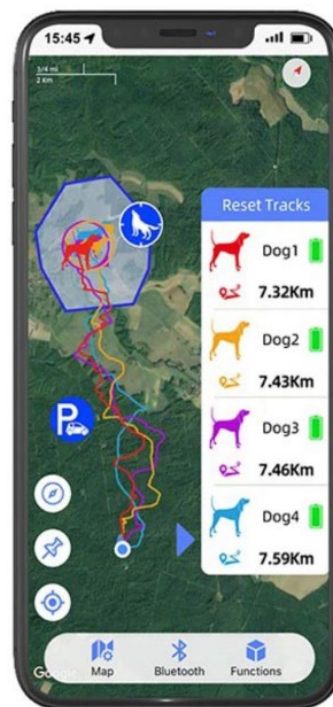 15:45
3/4 mi
2 Km
Reset Tracks
Dog1
7.32Km
Dog2
7.43Km
Dog3
7.46Km
P
Dog4
7.59Km
Google
Map
Bluetooth
Functions